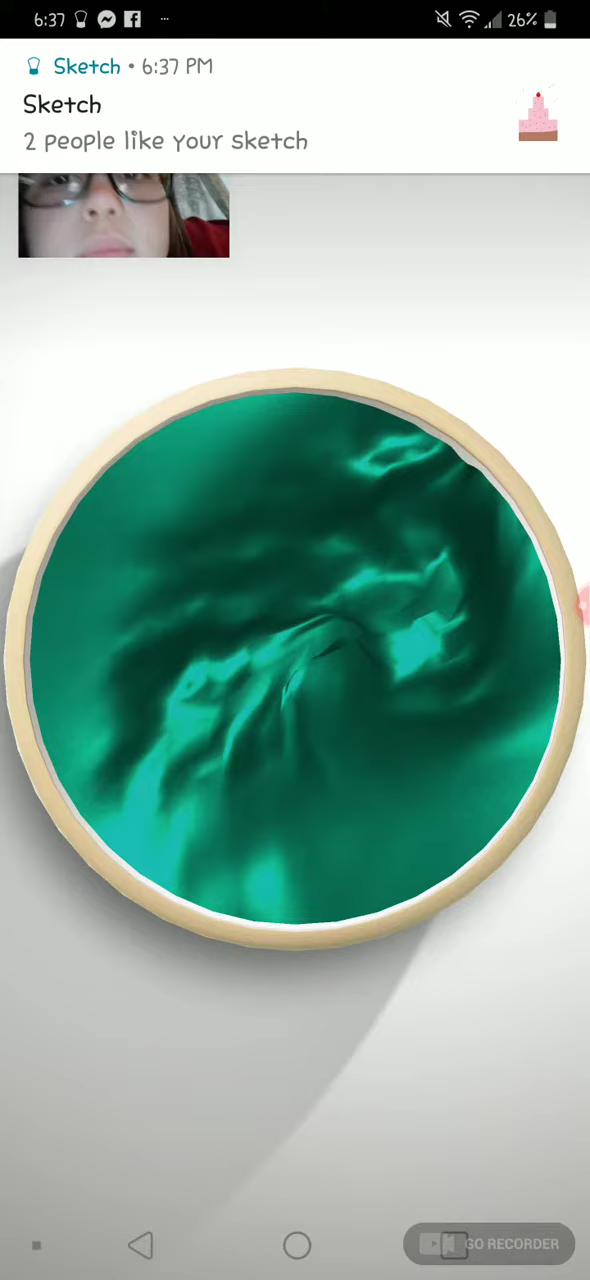 6:37 ... 26%
Sketch • 6:37 PM
Sketch
2 people like your sketch
GO RECORDER